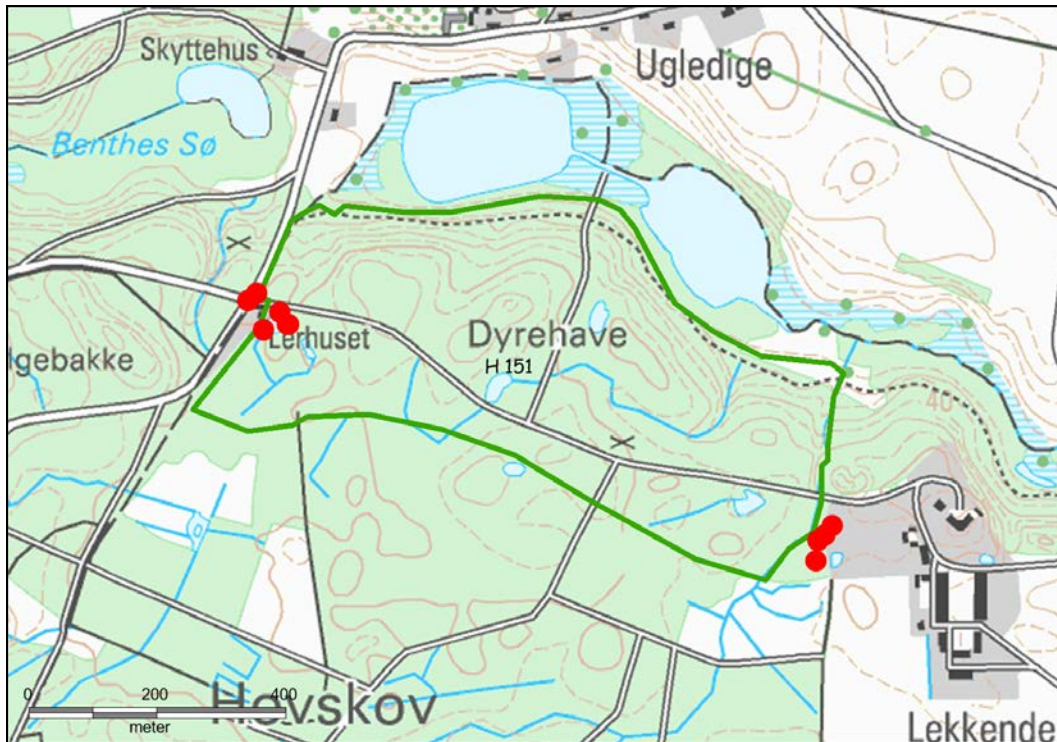 Skyttehus
Ugledige
Benthes Sø
Dyrehave
Lerhuset
lgebakke
H 151
40
0 200 400
meter
Hovskov
Lekkende